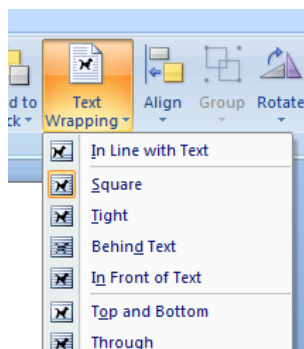 d to Text Align Group Rotate
ck Wrapping
In Line with Text
Square
Tight
Behind Text
In Front of Text
Top and Bottom
Through